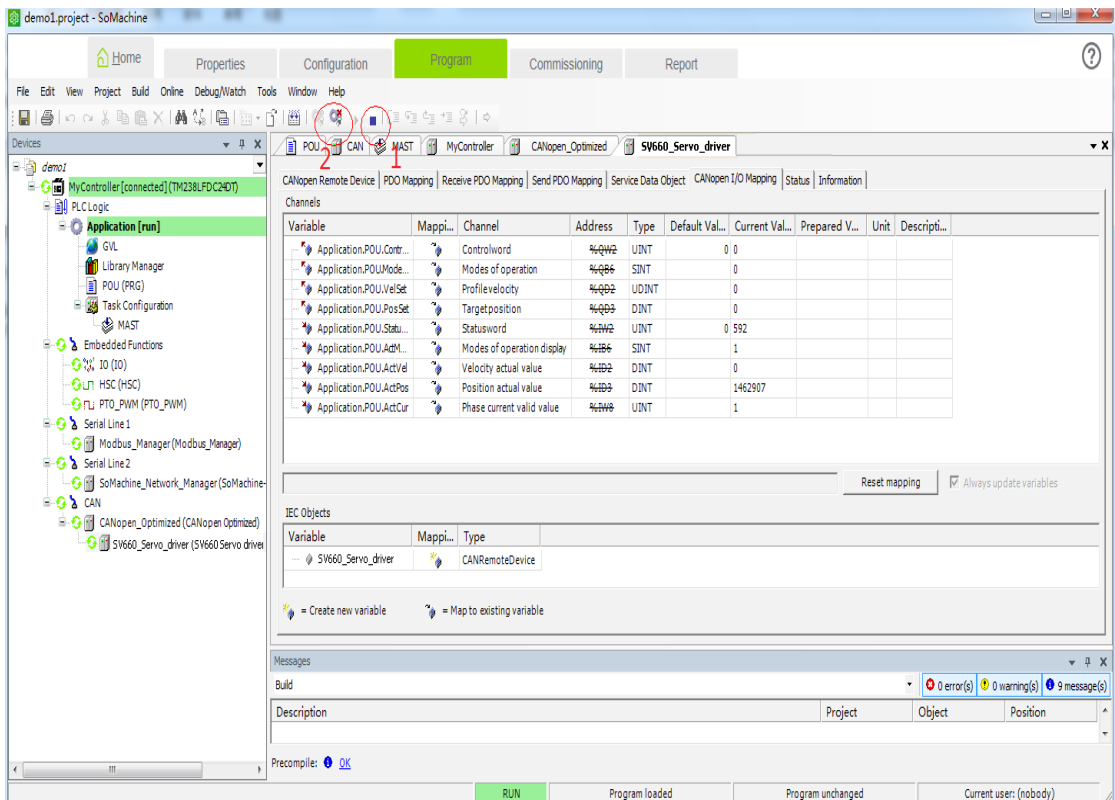 demo1.project - SoMachine
Home Properties Configuration Program Commissioning Report
File Edit View Project Build Online Debug/Watch Tools Window Help
2 1
Devices
demo1
MyController [connected] (TM238LFDC24DT)
PLC Logic
Application [run]
GVL
Library Manager
POU (PRG)
Task Configuration
MAST
Embedded Functions
IO (IO)
HSC (HSC)
PTO_PWM (PTO_PWM)
Serial Line 1
Modbus_Manager (Modbus_Manager)
Serial Line 2
SoMachine_Network_Manager (SoMachine-
CAN
CANopen_Optimized (CANopen Optimized)
SV660_Servo_driver (SV660 Servo driver
POU CAN MAST MyController CANopen_Optimized SV660_Servo_driver
CANopen Remote Device PDO Mapping Receive PDO Mapping Send PDO Mapping Service Data Object CANopen I/O Mapping Status Information
Channels
Variable Mappi... Channel Address Type Default Val... Current Val... Prepared V... Unit Descripti...
Application.POU.Contr... Controlword %QW2 UINT 0 0
Application.POU.Mode... Modes of operation %QB6 SINT 0
Application.POU.VelSet Profilevelocity %QD2 UDINT 0
Application.POU.PosSet Targetposition %QD3 DINT 0
Application.POU.Statu... Statusword %IW2 UINT 0 592
Application.POU.ActM... Modes of operation display %IB6 SINT 1
Application.POU.ActVel Velocity actual value %ID2 DINT 0
Application.POU.ActPos Position actual value %ID3 DINT 1462907
Application.POU.ActCur Phase current valid value %IW8 UINT 1
Reset mapping Always update variables
IEC Objects
Variable Mappi... Type
SV660_Servo_driver CANRemoteDevice
= Create new variable = Map to existing variable
Messages
Build 0 error(s) 0 warning(s) 9 message(s)
Description Project Object Position
Precompile: OK
RUN Program loaded Program unchanged Current user: (nobody)